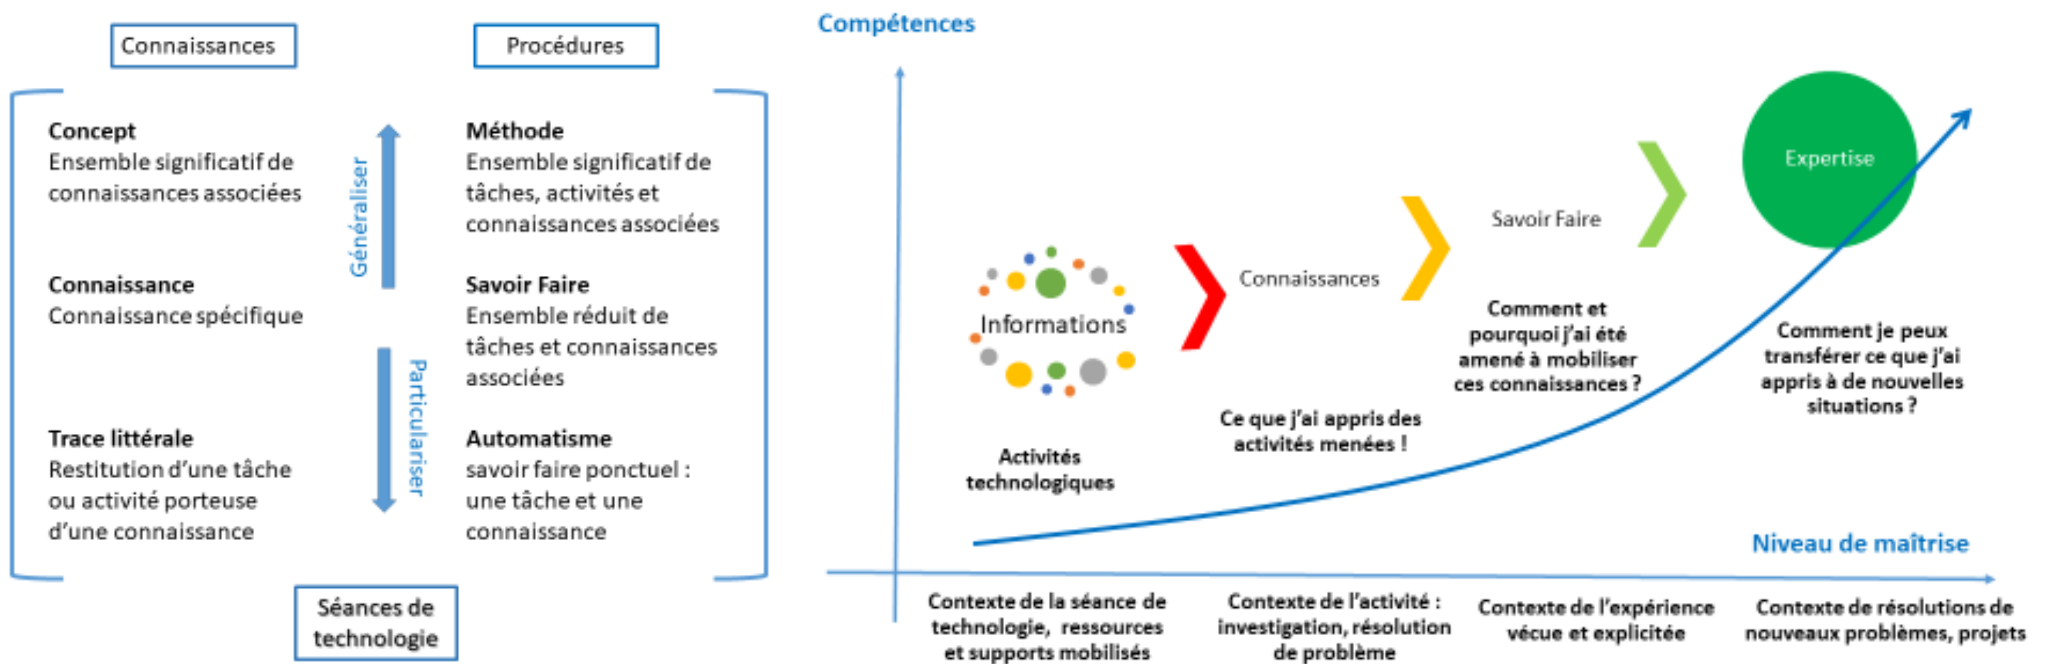 Connaissances
Procédures
Concept
Ensemble significatif de
connaissances associées
Connaissance
Connaissance spécifique
Trace littérale
Restitution d'une tâche
ou activité porteuse
d'une connaissance
Généraliser
Particulariser
Méthode
Ensemble significatif de
tâches, activités et
connaissances associées
Savoir Faire
Ensemble réduit de
tâches et connaissances
associées
Automatisme
savoir faire ponctuel :
une tâche et une
connaissance
Séances de
technologie
Compétences
Informations
Activités
technologiques
Connaissances
Ce que j'ai appris des
activités menées !
Savoir Faire
Comment et
pourquoi j'ai été
amené à mobiliser
ces connaissances ?
Expertise
Comment je peux
transférer ce que j'ai
appris à de nouvelles
situations ?
Niveau de maîtrise
Contexte de la séance de
technologie, ressources
et supports mobilisés
Contexte de l'activité :
investigation, résolution
de problème
Contexte de l'expérience
vécue et explicitée
Contexte de résolutions de
nouveaux problèmes, projets